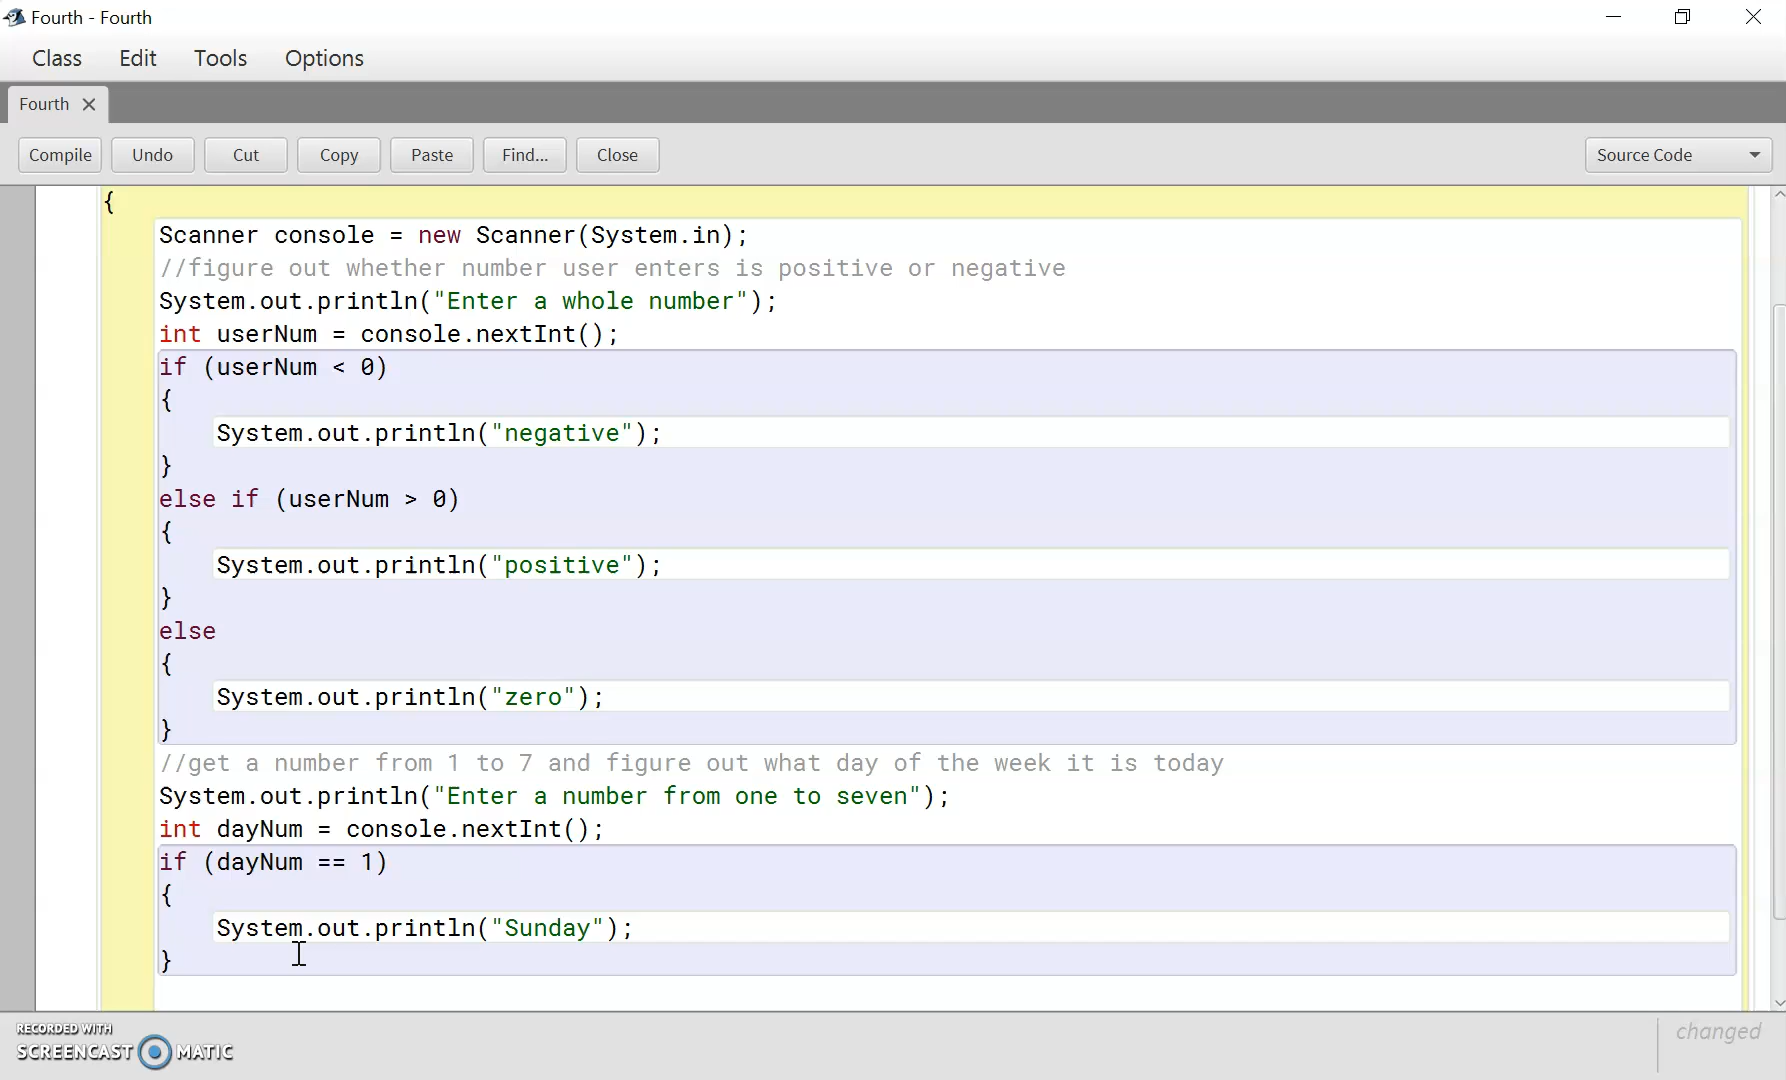 Fourth - Fourth
Class Edit Tools Options
Fourth
Compile Undo Cut Copy Paste Find... Close Source Code
{
Scanner console = new Scanner(System.in);
//figure out whether number user enters is positive or negative
System.out.println("Enter a whole number");
int userNum = console.nextInt();
if (userNum < 0)
{
System.out.println("negative");
}
else if (userNum > 0)
{
System.out.println("positive");
}
else
{
System.out.println("zero");
}
//get a number from 1 to 7 and figure out what day of the week it is today
System.out.println("Enter a number from one to seven");
int dayNum = console.nextInt();
if (dayNum == 1)
{
System.out.println("Sunday");
}
changed
RECORDED WITH
SCREENCAST MATIC